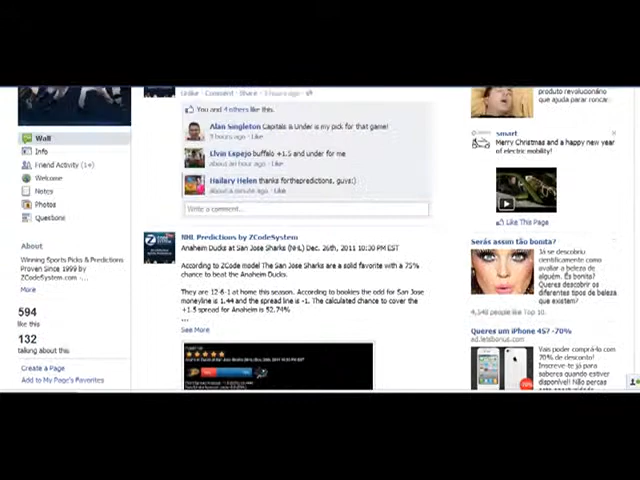 Unlike · Comment · Share · 3 hours ago
You and 4 others like this.
Alan Singleton Capitals & Under is my pick for that game!
3 hours ago · Like
Elvin Lapejo buffalo +1.5 and under for me
about an hour ago · Like
Hailary Helen thanks forthepredictions, guys:)
about a minute ago · Like
Write a comment...
Wall
Info
Friend Activity (1+)
Welcome
Notes
Photos
Questions
About
Winning Sports Picks & Predictions
Proven Since 1999 by
ZCodeSystem.com -...
More
594
like this
132
talking about this
Create a Page
Add to My Page's Favorites
NHL Predictions by ZCodeSystem
Anaheim Ducks at San Jose Sharks (NHL) Dec. 26th, 2011 10:30 PM EST
According to ZCode model The San Jose Sharks are a solid favorite with a 75%
chance to beat the Anaheim Ducks.
They are 12-6-1 at home this season. According to bookies the odd for San Jose
moneyline is 1.44 and the spread line is -1. The calculated chance to cover the
+1.5 spread for Anaheim is 52.74%
...
See More
produto revolucionário
que ajuda parar roncar.
smart
Merry Christmas and a happy new year
of electric mobility!
Like This Page
Serás assim tão bonita?
Já se descobriu
cientificamente como
avaliar a beleza de
alguém. És bonita?
Queres descobrir os
diferentes tipos de beleza
que existem?
people like Top 10.
Queres um iPhone 4S? -70%
ad.letsbonus.com
Vais poder comprá-lo com
70% de desconto!
Inscreve-te já para
saberes quando estiver
disponível! Não percas